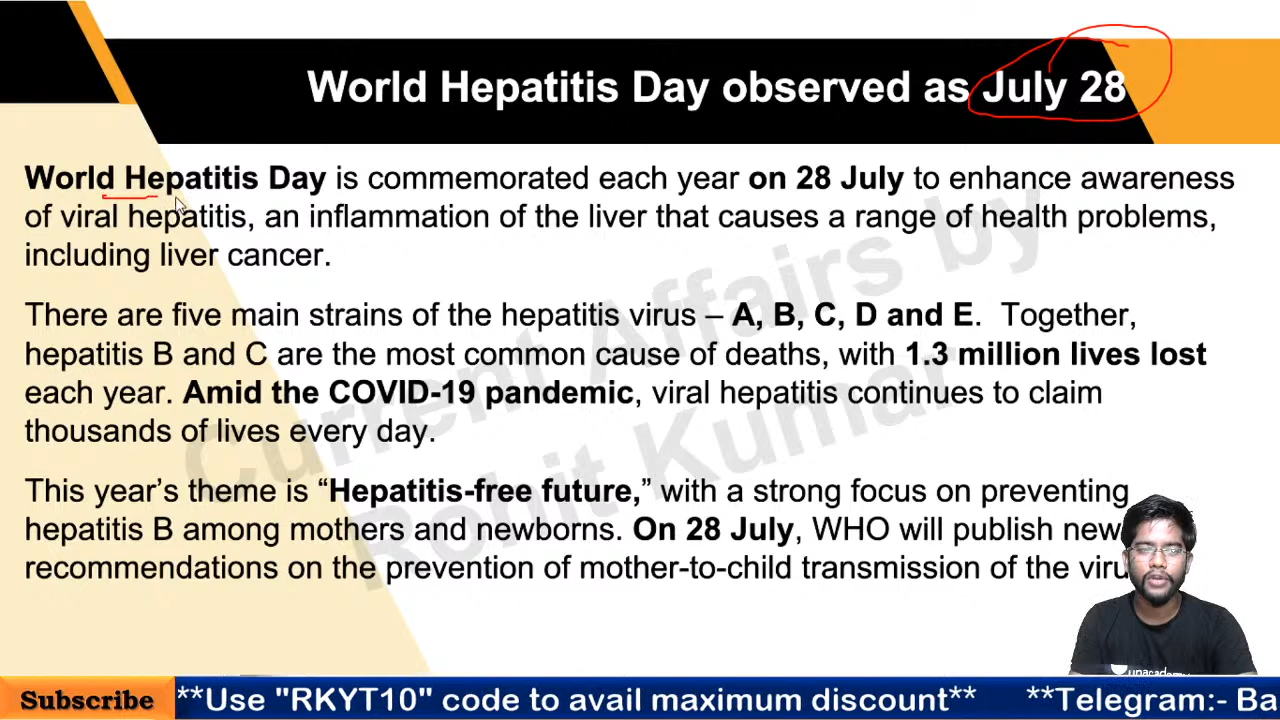 World Hepatitis Day observed as July 28
World Hepatitis Day is commemorated each year on 28 July to enhance awareness
of viral hepatitis, an inflammation of the liver that causes a range of health problems,
including liver cancer.
There are five main strains of the hepatitis virus – A, B, C, D and E. Together,
hepatitis B and C are the most common cause of deaths, with 1.3 million lives lost
each year. Amid the COVID-19 pandemic, viral hepatitis continues to claim
thousands of lives every day.
This year's theme is “Hepatitis-free future,” with a strong focus on preventing
hepatitis B among mothers and newborns. On 28 July, WHO will publish new
recommendations on the prevention of mother-to-child transmission of the viru
Current Affairs by
Rohit Kumar
unacademy
Subscribe **Use "RKYT10" code to avail maximum discount** **Telegram:- Ba